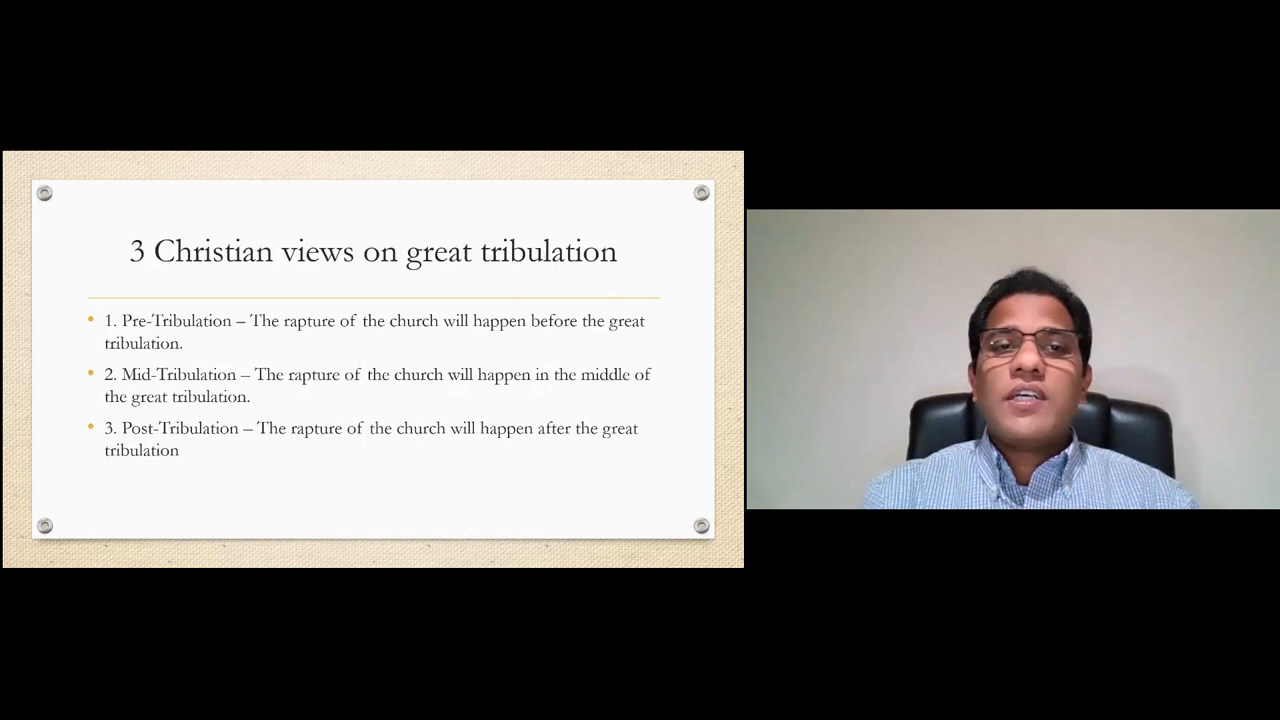 3 Christian views on great tribulation
• 1. Pre-Tribulation – The rapture of the church will happen before the great
tribulation.
• 2. Mid-Tribulation – The rapture of the church will happen in the middle of
the great tribulation.
• 3. Post-Tribulation – The rapture of the church will happen after the great
tribulation